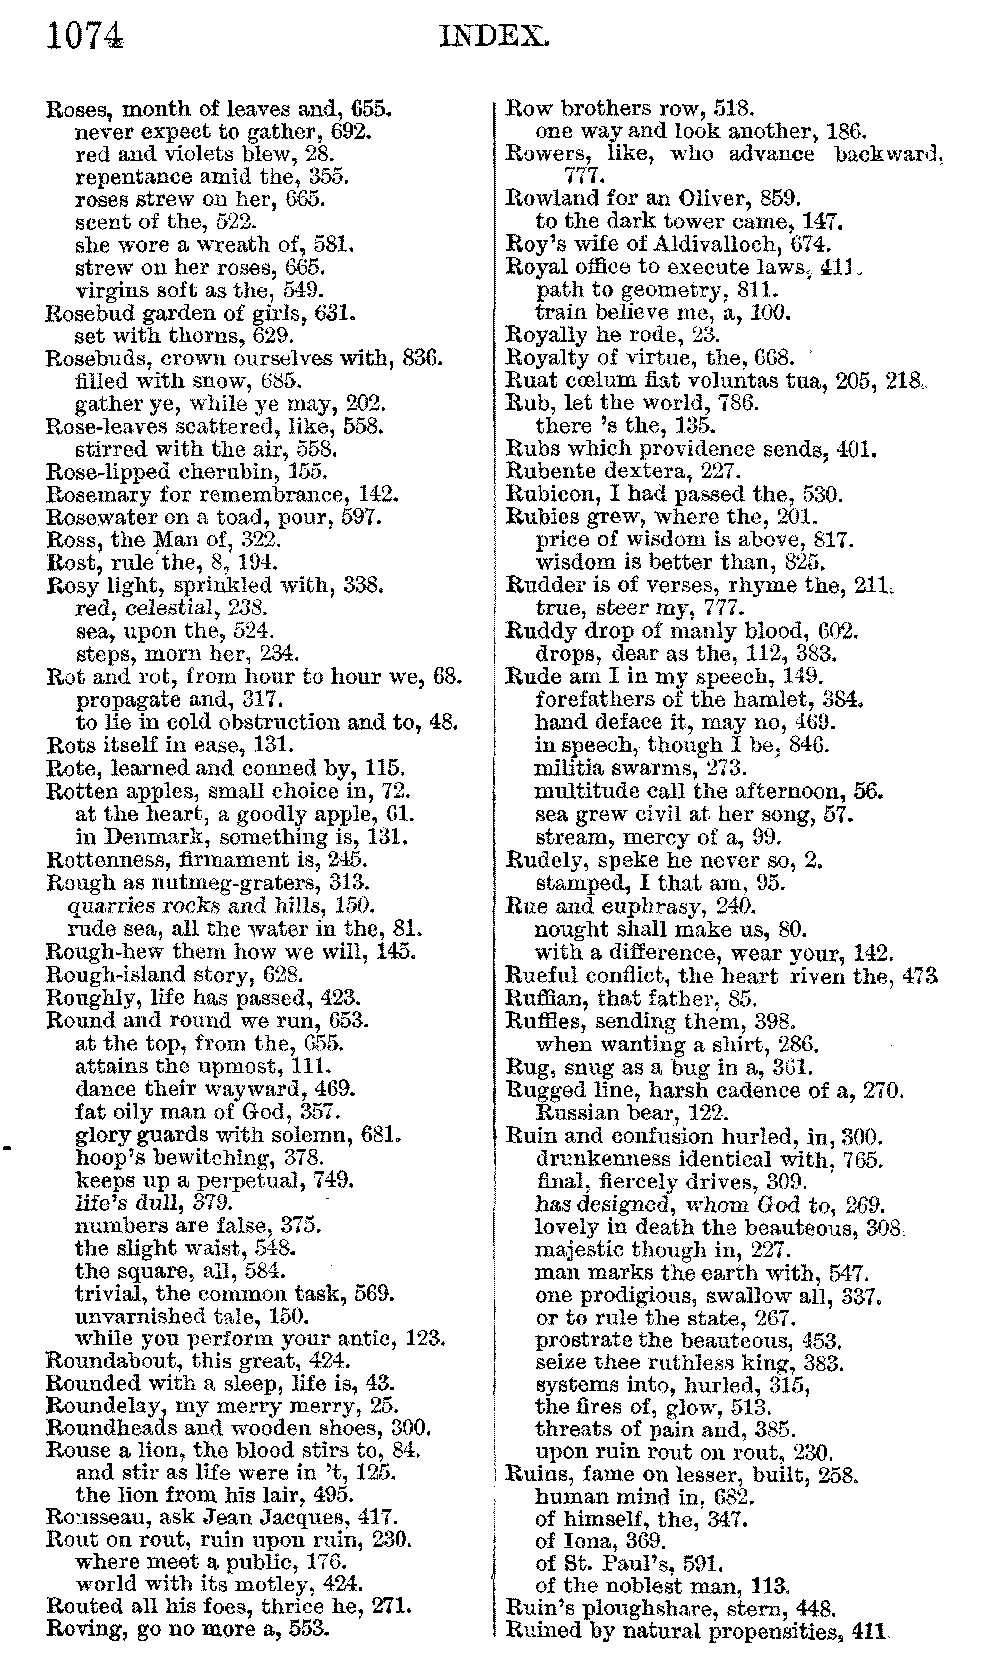 1074
INDEX.
Roses, month of leaves and, 655.
never expect to gather, 692.
red and violets blew, 28.
repentance amid the, 355.
roses strew on her, 665.
scent of the, 522.
she wore a wreath of, 581.
strew on her roses, 665.
virgins soft as the, 549.
Rosebud garden of girls, 631.
set with thorns, 629.
Rosebuds, crown ourselves with, 836.
filled with snow, 685.
gather ye, while ye may, 202.
Rose-leaves scattered, like, 558.
stirred with the air, 558.
Rose-lipped cherubin, 155.
Rosemary for remembrance, 142.
Rosewater on a toad, pour, 597.
Ross, the Man of, 322.
Rost, rule the, 8, 194.
Rosy light, sprinkled with, 338.
red, celestial, 238.
sea, upon the, 524.
steps, morn her, 234.
Rot and rot, from hour to hour we, 68.
propagate and, 317.
to lie in cold obstruction and to, 48.
Rots itself in ease, 131.
Rote, learned and conned by, 115.
Rotten apples, small choice in, 72.
at the heart, a goodly apple, 61.
in Denmark, something is, 131.
Rottenness, firmament is, 245.
Rough as nutmeg-graters, 313.
quarries rocks and hills, 150.
rude sea, all the water in the, 81.
Rough-hew them how we will, 145.
Rough-island story, 628.
Roughly, life has passed, 423.
Round and round we run, 653.
at the top, from the, 655.
attains the upmost, 111.
dance their wayward, 469.
fat oily man of God, 357.
glory guards with solemn, 681.
hoop's bewitching, 378.
keeps up a perpetual, 749.
life's dull, 379.
numbers are false, 375.
the slight waist, 548.
the square, all, 584.
trivial, the common task, 569.
unvarnished tale, 150.
while you perform your antic, 123.
Roundabout, this great, 424.
Rounded with a sleep, life is, 43.
Roundelay, my merry merry, 25.
Roundheads and wooden shoes, 300.
Rouse a lion, the blood stirs to, 84.
and stir as life were in 't, 125.
the lion from his lair, 495.
Rousseau, ask Jean Jacques, 417.
Rout on rout, ruin upon ruin, 230.
where meet a public, 176.
world with its motley, 424.
Routed all his foes, thrice he, 271.
Roving, go no more a, 553.
Row brothers row, 518.
one way and look another, 186.
Rowers, like, who advance backward,
777.
Rowland for an Oliver, 859.
to the dark tower came, 147.
Roy's wife of Aldivalloch, 674.
Royal office to execute laws, 411.
path to geometry, 811.
train believe me, a, 100.
Royally he rode, 23.
Royalty of virtue, the, 668.
Ruat cœlum fiat voluntas tua, 205, 218.
Rub, let the world, 786.
there 's the, 135.
Rubs which providence sends, 401.
Rubente dextera, 227.
Rubicon, I had passed the, 530.
Rubies grew, where the, 201.
price of wisdom is above, 817.
wisdom is better than, 825.
Rudder is of verses, rhyme the, 211.
true, steer my, 777.
Ruddy drop of manly blood, 602.
drops, dear as the, 112, 383.
Rude am I in my speech, 149.
forefathers of the hamlet, 384.
hand deface it, may no, 469.
in speech, though I be, 846.
militia swarms, 273.
multitude call the afternoon, 56.
sea grew civil at her song, 57.
stream, mercy of a, 99.
Rudely, speke he never so, 2.
stamped, I that am, 95.
Rue and euphrasy, 240.
nought shall make us, 80.
with a difference, wear your, 142.
Rueful conflict, the heart riven the, 473
Ruffian, that father, 85.
Ruffles, sending them, 398.
when wanting a shirt, 286.
Rug, snug as a bug in a, 361.
Rugged line, harsh cadence of a, 270.
Russian bear, 122.
Ruin and confusion hurled, in, 300.
drunkenness identical with, 765.
final, fiercely drives, 309.
has designed, whom God to, 269.
lovely in death the beauteous, 308.
majestic though in, 227.
man marks the earth with, 547.
one prodigious, swallow all, 337.
or to rule the state, 267.
prostrate the beauteous, 453.
seize thee ruthless king, 383.
systems into, hurled, 315,
the fires of, glow, 513.
threats of pain and, 385.
upon ruin rout on rout, 230.
Ruins, fame on lesser, built, 258.
human mind in, 682.
of himself, the, 347.
of Iona, 369.
of St. Paul's, 591.
of the noblest man, 113.
Ruin's ploughshare, stern, 448.
Ruined by natural propensities, 411.